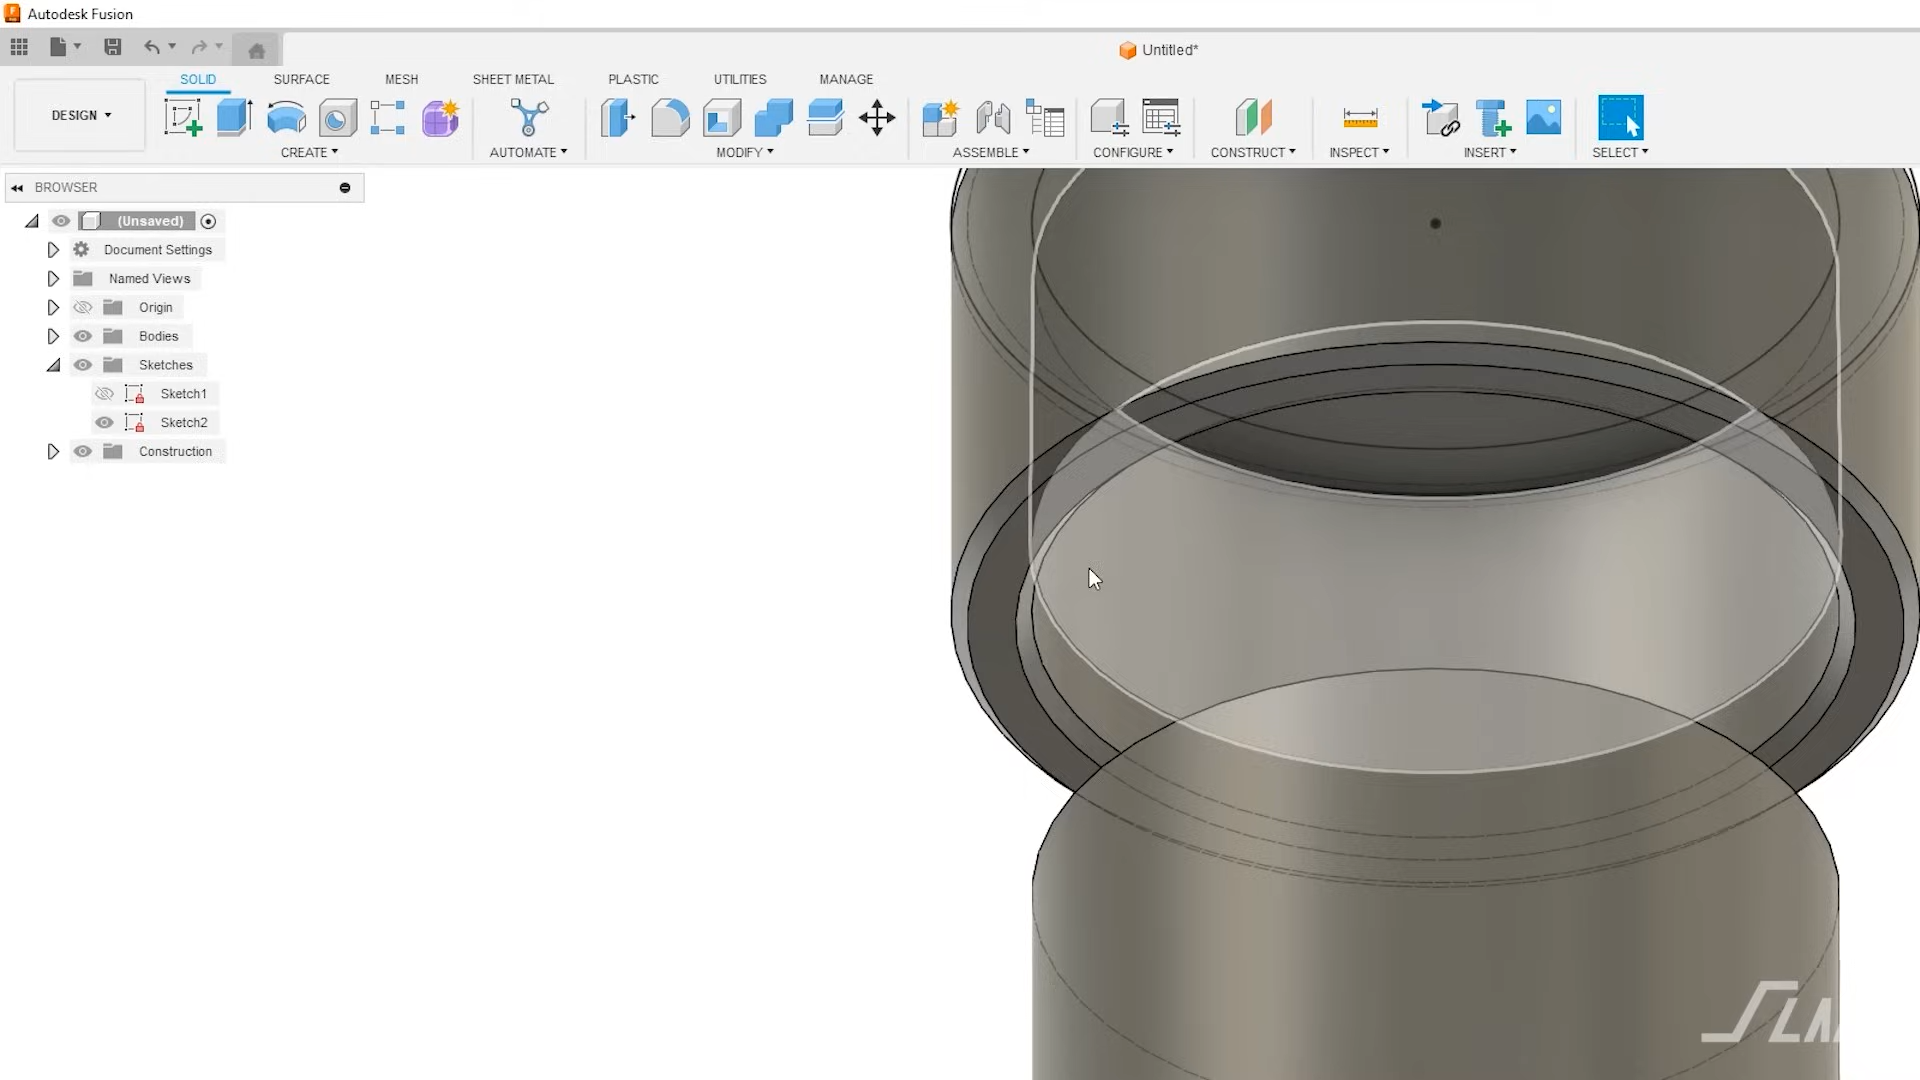 Autodesk Fusion
Untitled*
SOLID SURFACE MESH SHEET METAL PLASTIC UTILITIES MANAGE
DESIGN
CREATE AUTOMATE MODIFY ASSEMBLE CONFIGURE CONSTRUCT INSPECT INSERT SELECT
BROWSER
(Unsaved)
Document Settings
Named Views
Origin
Bodies
Sketches
Sketch1
Sketch2
Construction